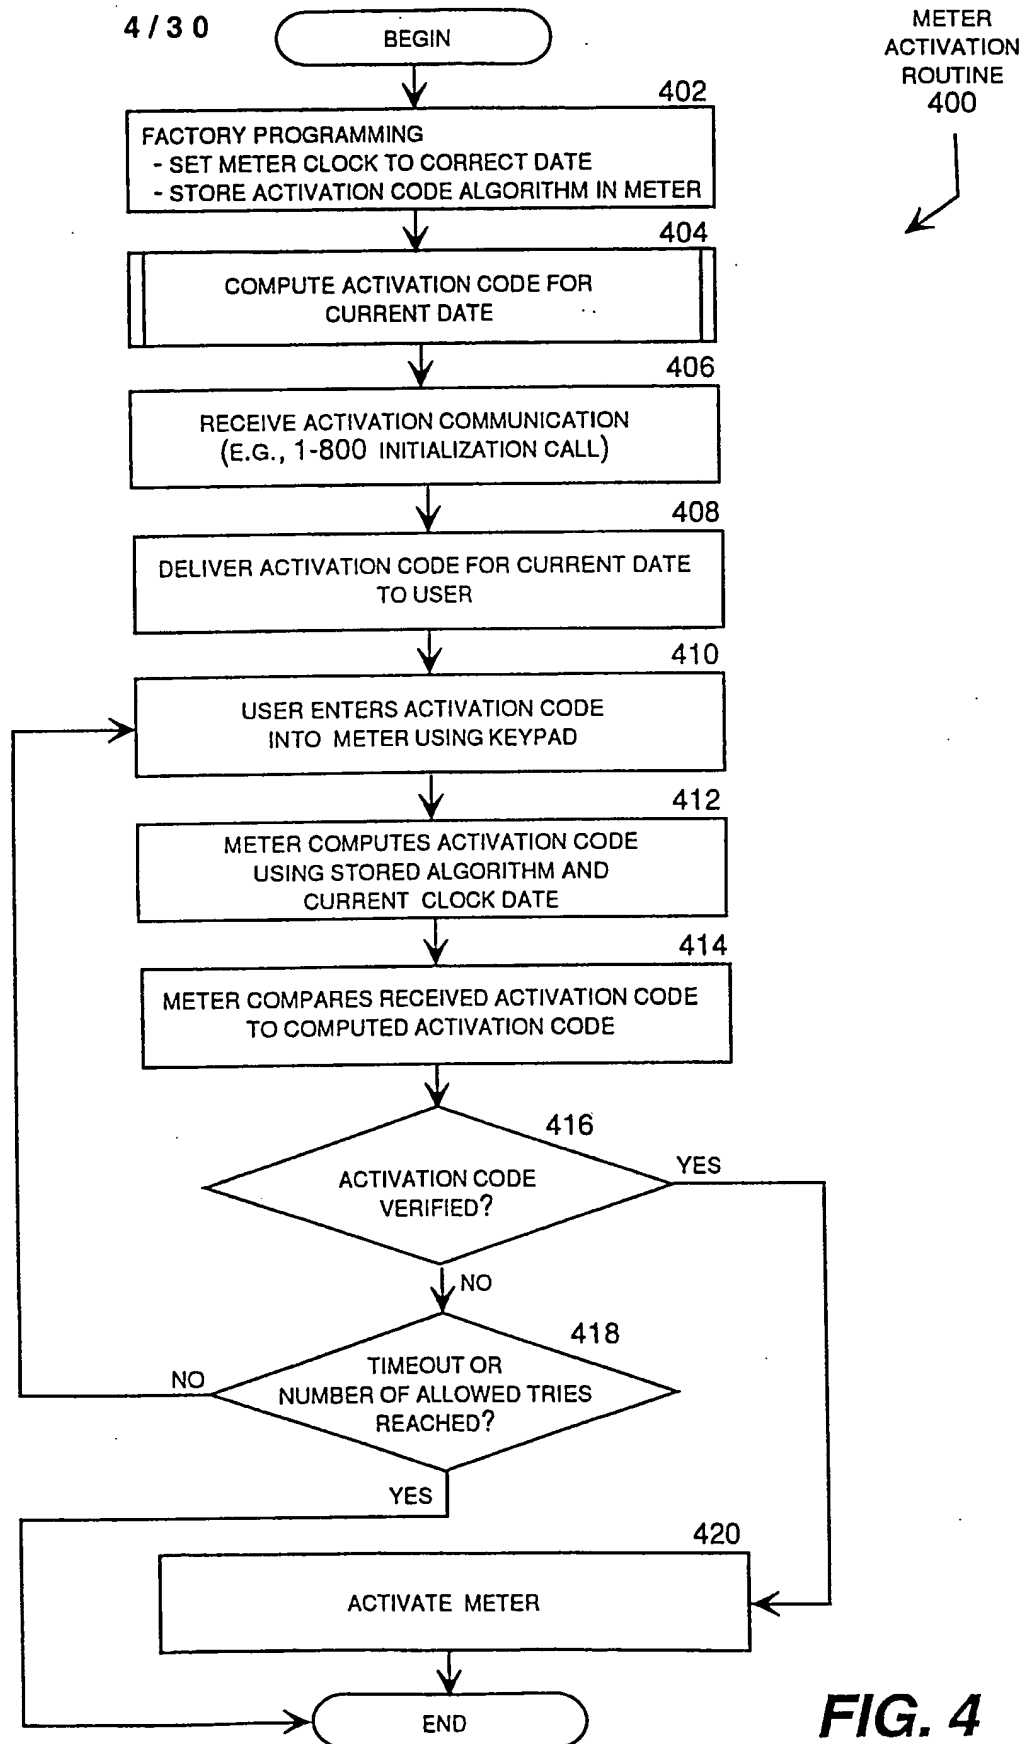 4/30
BEGIN
METER
ACTIVATION
ROUTINE
400
402
FACTORY PROGRAMMING
- SET METER CLOCK TO CORRECT DATE
- STORE ACTIVATION CODE ALGORITHM IN METER
404
COMPUTE ACTIVATION CODE FOR
CURRENT DATE
406
RECEIVE ACTIVATION COMMUNICATION
(E.G., 1-800 INITIALIZATION CALL)
408
DELIVER ACTIVATION CODE FOR CURRENT DATE
TO USER
410
USER ENTERS ACTIVATION CODE
INTO METER USING KEYPAD
412
METER COMPUTES ACTIVATION CODE
USING STORED ALGORITHM AND
CURRENT CLOCK DATE
414
METER COMPARES RECEIVED ACTIVATION CODE
TO COMPUTED ACTIVATION CODE
416
ACTIVATION CODE
VERIFIED?
YES
NO
418
TIMEOUT OR
NUMBER OF ALLOWED TRIES
REACHED?
NO
YES
420
ACTIVATE METER
END
FIG. 4